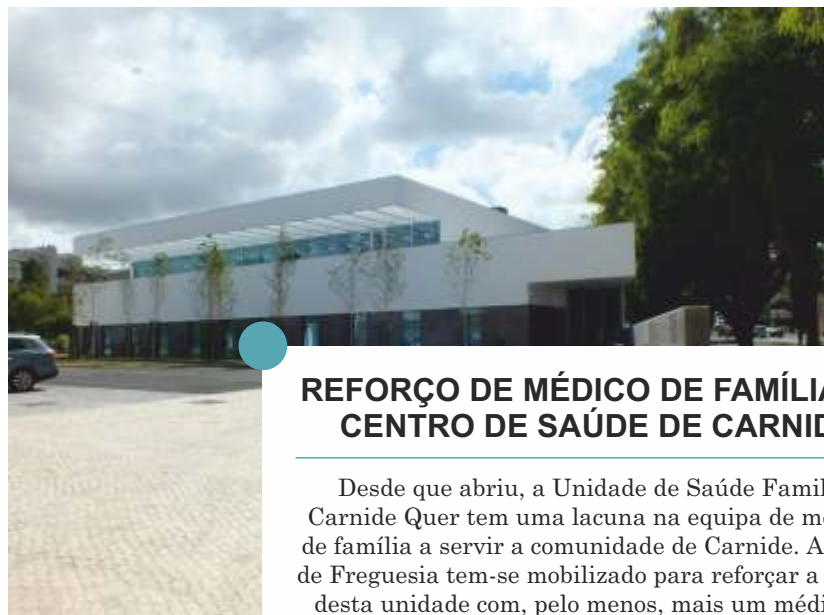 REFORÇO DE MÉDICO DE FAMÍLIA
CENTRO DE SAÚDE DE CARNID
Desde que abriu, a Unidade de Saúde Famil
Carnide Quer tem uma lacuna na equipa de mé
de família a servir a comunidade de Carnide. A
de Freguesia tem-se mobilizado para reforçar a
desta unidade com, pelo menos, mais um médi